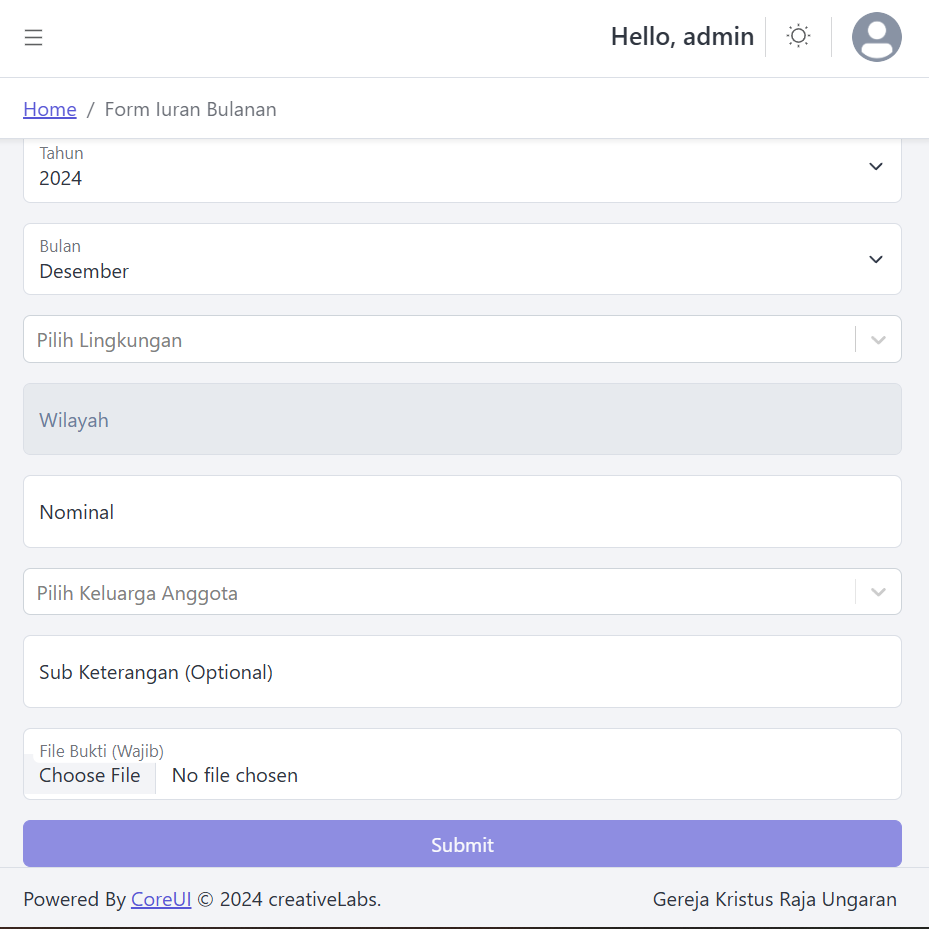 Hello, admin
Home / Form Iuran Bulanan
Tahun
2024
Bulan
Desember
Pilih Lingkungan
Wilayah
Nominal
Pilih Keluarga Anggota
Sub Keterangan (Optional)
File Bukti (Wajib)
Choose File No file chosen
Submit
Powered By CoreUI © 2024 creativeLabs. Gereja Kristus Raja Ungaran